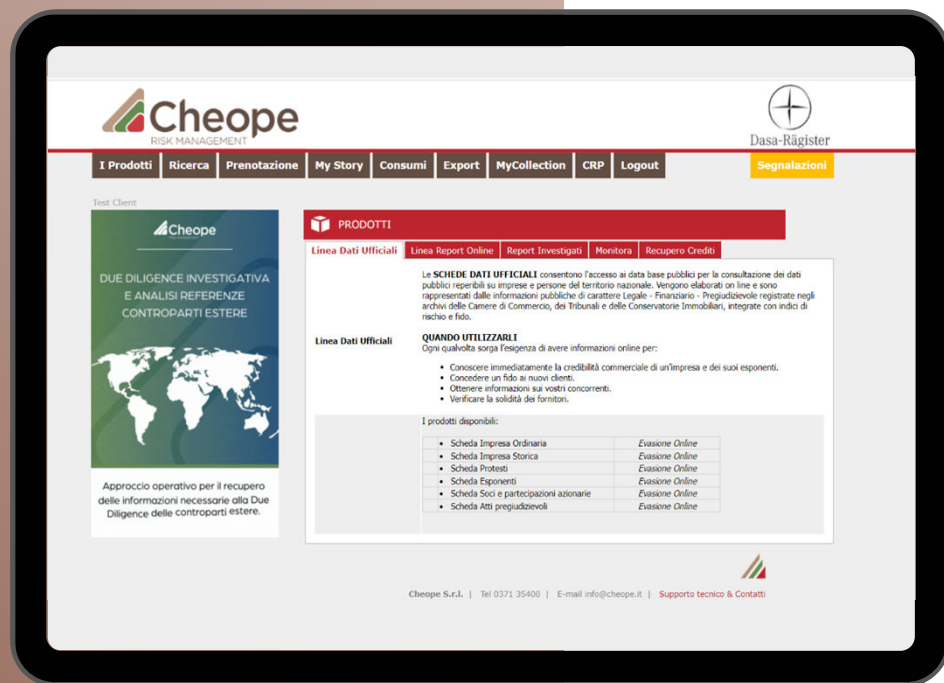 Cheope
RISK MANAGEMENT
Dasa-Rägister
I Prodotti Ricerca Prenotazione My Story Consumi Export MyCollection CRP Logout Segnalazioni
Test Client
Cheope
DUE DILIGENCE INVESTIGATIVA
E ANALISI REFERENZE
CONTROPARTI ESTERE
Approccio operativo per il recupero
delle informazioni necessarie alla Due
Diligence delle controparti estere.
PRODOTTI
Linea Dati Ufficiali Linea Report Online Report Investigati Monitora Recupero Crediti
Le SCHEDE DATI UFFICIALI consentono l'accesso ai data base pubblici per la consultazione dei dati
pubblici reperibili su imprese e persone del territorio nazionale. Vengono elaborati on line e sono
rappresentati dalle informazioni pubbliche di carattere Legale - Finanziario - Pregiudizievole registrate negli
archivi delle Camere di Commercio, dei Tribunali e delle Conservatorie Immobiliari, integrate con indici di
rischio e fido.
Linea Dati Ufficiali
QUANDO UTILIZZARLI
Ogni qualvolta sorga l'esigenza di avere informazioni online per:
• Conoscere immediatamente la credibilità commerciale di un'impresa e dei suoi esponenti.
• Concedere un fido ai nuovi clienti.
• Ottenere informazioni sui vostri concorrenti.
• Verificare la solidità dei fornitori.
I prodotti disponibili:
• Scheda Impresa Ordinaria Evasione Online
• Scheda Impresa Storica Evasione Online
• Scheda Protesti Evasione Online
• Scheda Esponenti Evasione Online
• Scheda Soci e partecipazioni azionarie Evasione Online
• Scheda Atti pregiudizievoli Evasione Online
Cheope S.r.l. | Tel 0371 35400 | E-mail info@cheope.it | Supporto tecnico & Contatti